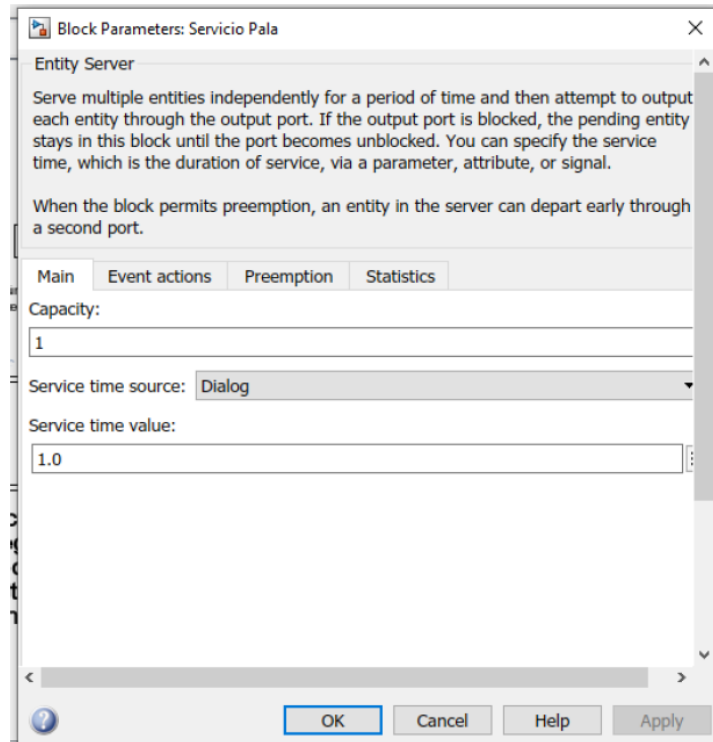 Block Parameters: Servicio Pala
Entity Server
Serve multiple entities independently for a period of time and then attempt to output
each entity through the output port. If the output port is blocked, the pending entity
stays in this block until the port becomes unblocked. You can specify the service
time, which is the duration of service, via a parameter, attribute, or signal.
When the block permits preemption, an entity in the server can depart early through
a second port.
Main Event actions Preemption Statistics
Capacity:
1
Service time source: Dialog
Service time value:
1.0
OK Cancel Help Apply